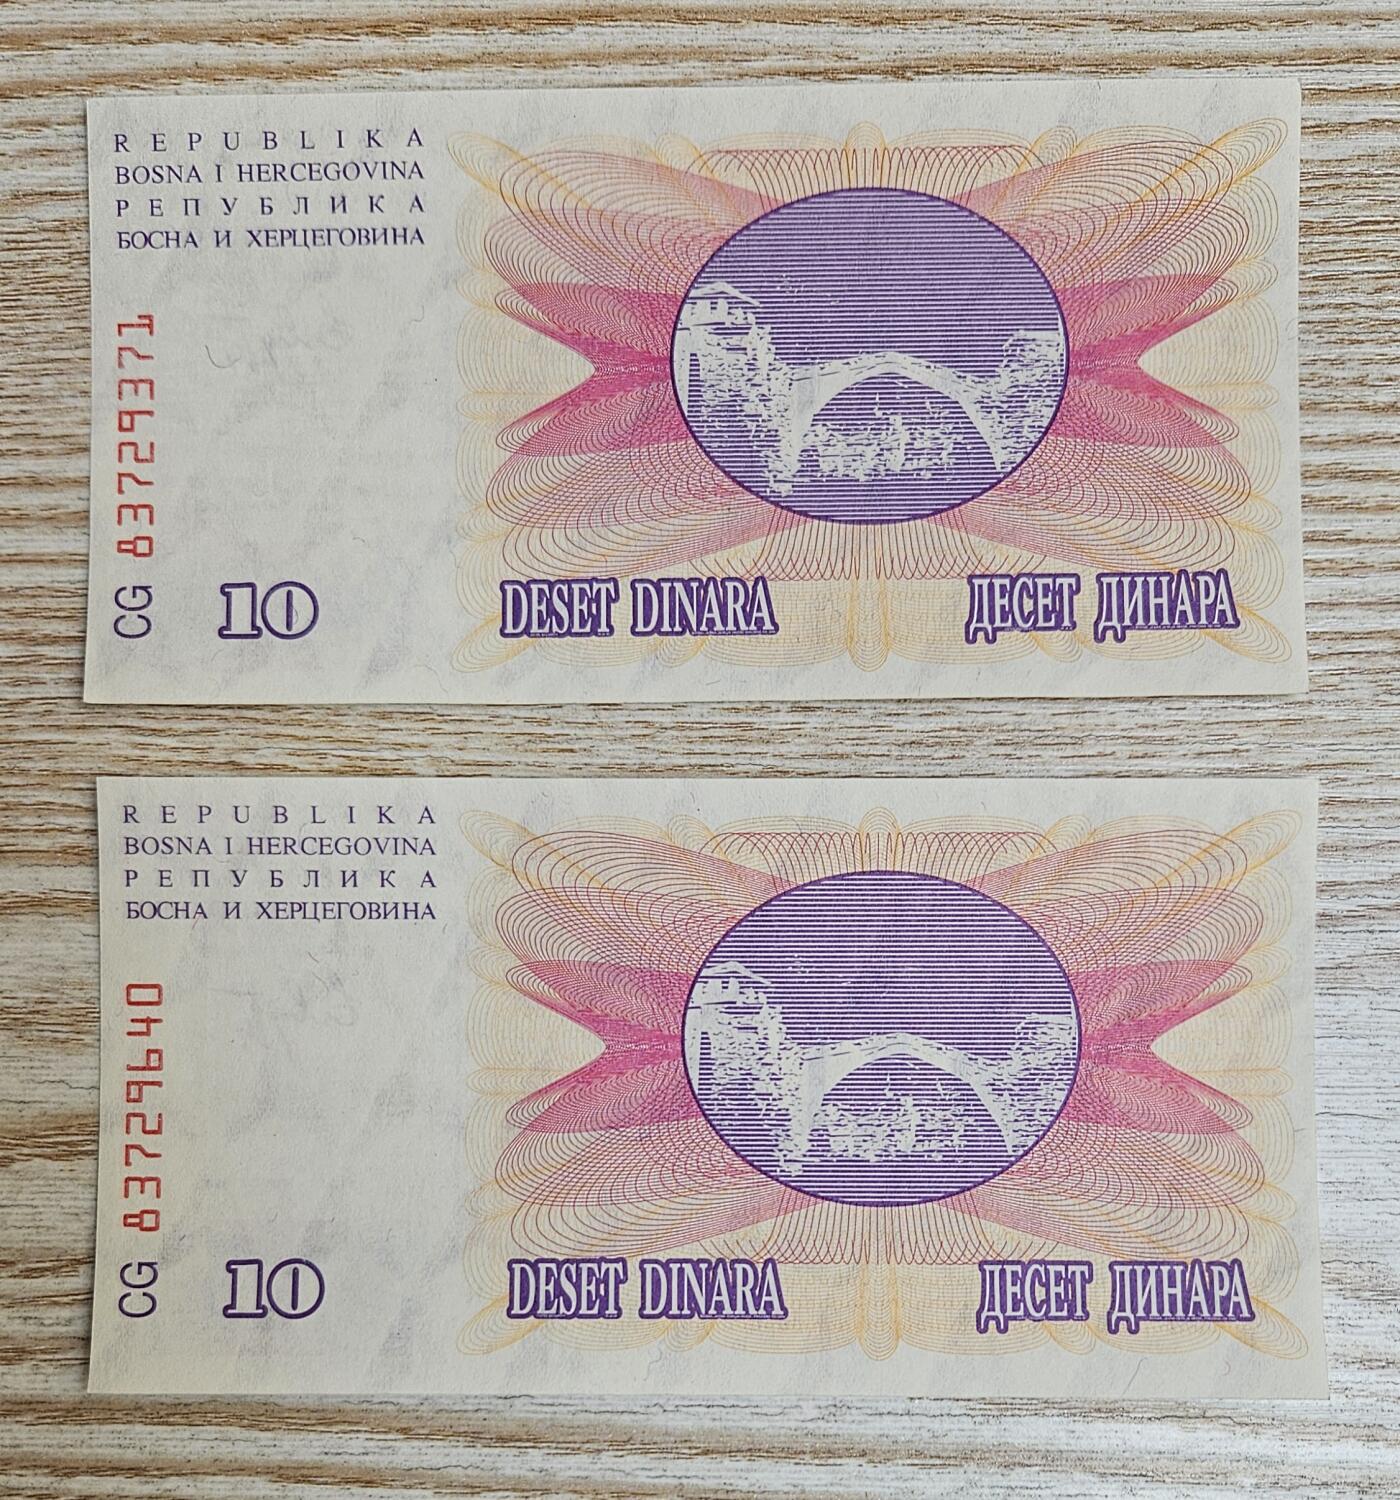 REPUBLIKA
BOSNA I HERCEGOVINA
РЕПУБЛИКА
БОСНА И ХЕРЦЕГОВИНА
CG 83729371
10
DESET DINARA ДЕСЕТ ДИНАРА
REPUBLIKA
BOSNA I HERCEGOVINA
РЕПУБЛИКА
БОСНА И ХЕРЦЕГОВИНА
CG 83729640
10
DESET DINARA ДЕСЕТ ДИНАРА